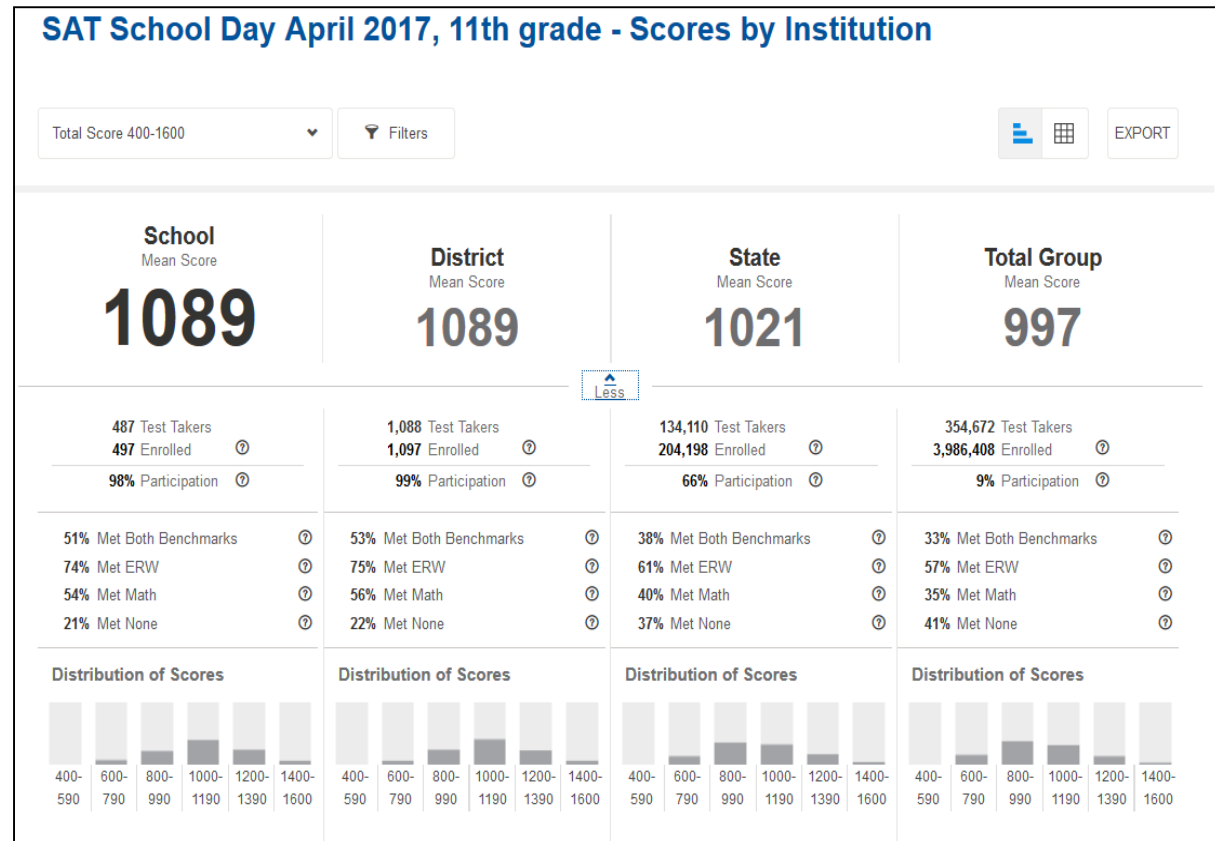 SAT School Day April 2017, 11th grade - Scores by Institution
Total Score 400-1600
Filters
EXPORT
School
Mean Score
1089
District
Mean Score
1089
State
Mean Score
1021
Total Group
Mean Score
997
Less
487 Test Takers
497 Enrolled ?
98% Participation ?
1,088 Test Takers
1,097 Enrolled ?
99% Participation ?
134,110 Test Takers
204,198 Enrolled ?
66% Participation ?
354,672 Test Takers
3,986,408 Enrolled ?
9% Participation ?
51% Met Both Benchmarks ?
74% Met ERW ?
54% Met Math ?
21% Met None ?
53% Met Both Benchmarks ?
75% Met ERW ?
56% Met Math ?
22% Met None ?
38% Met Both Benchmarks ?
61% Met ERW ?
40% Met Math ?
37% Met None ?
33% Met Both Benchmarks ?
57% Met ERW ?
35% Met Math ?
41% Met None ?
Distribution of Scores
400- 600- 800- 1000- 1200- 1400-
590 790 990 1190 1390 1600
Distribution of Scores
400- 600- 800- 1000- 1200- 1400-
590 790 990 1190 1390 1600
Distribution of Scores
400- 600- 800- 1000- 1200- 1400-
590 790 990 1190 1390 1600
Distribution of Scores
400- 600- 800- 1000- 1200- 1400-
590 790 990 1190 1390 1600